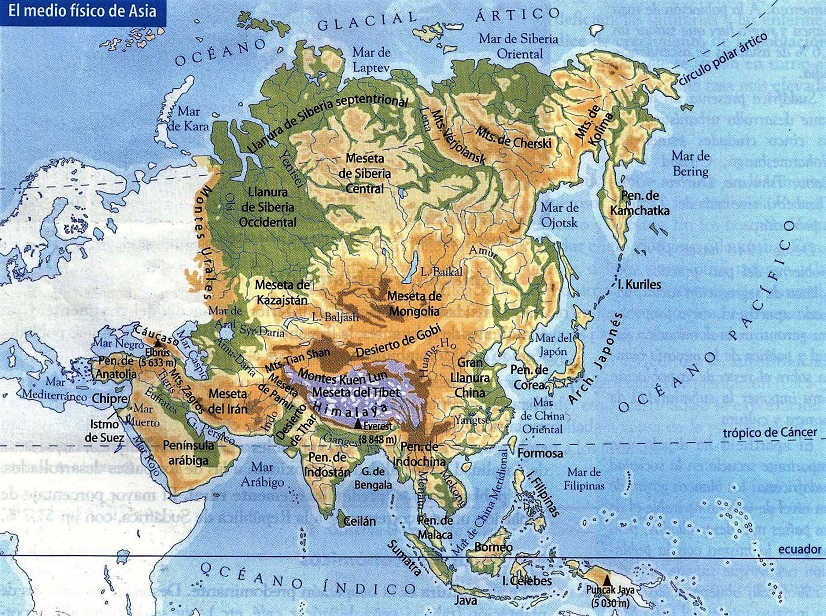 El medio físico de Asia
OCÉANO GLACIAL ÁRTICO
Mar de
Laptev
Mar de Siberia
Oriental
círculo polar ártico
Mar
de Kara
Llanura de Siberia septentrional
Lena
Mts. Verjoiansk
Mts. de Cherski
Mts. de
Kolima
Mar de
Bering
Yenisei
Meseta
de Siberia
Central
Llanura
de Siberia
Occidental
Obi
Montes Urales
Pen. de
Kamchatka
Mar de
Ojotsk
Amur
L. Baikal
I. Kuriles
Meseta de
Kazajstán
Meseta de
Mongolia
L. Baljash
Mar de
Aral
Syr-Daria
Amu-Daria
Desierto de Gobi
Mts. Tian Shan
Cáucaso
Mar Negro
Elbrús
(5 633 m)
Mar Caspio
Pen. de
Anatolia
Mar
Mediterráneo
Chipre
Tigris
Éufrates
Mts. Zagros
Meseta
del Irán
Meseta
de Pamir
Montes Kuen Lun
Meseta del Tibet
Himalaya
Everest
(8 848 m)
Huang-Ho
Gran
Llanura
China
Yangtsé
Pen. de
Corea
Mar del
Japón
Arch. Japonés
Mar de
China
Oriental
OCÉANO PACÍFICO
trópico de Cáncer
Istmo
de Suez
Mar
Muerto
G. Pérsico
Mar Rojo
Península
arábiga
Indo
Desierto
de Thar
Ganges
Mar
Arábigo
Pen. de
Indostán
G. de
Bengala
Pen. de
Indochina
Formosa
Mekong
Mar de China Meridional
I. Filipinas
Mar de
Filipinas
Ceilán
Pen. de
Malaca
ecuador
Sumatra
Borneo
I. Célebes
Java
Puncak Jaya
(5 030 m)
OCÉANO ÍNDICO